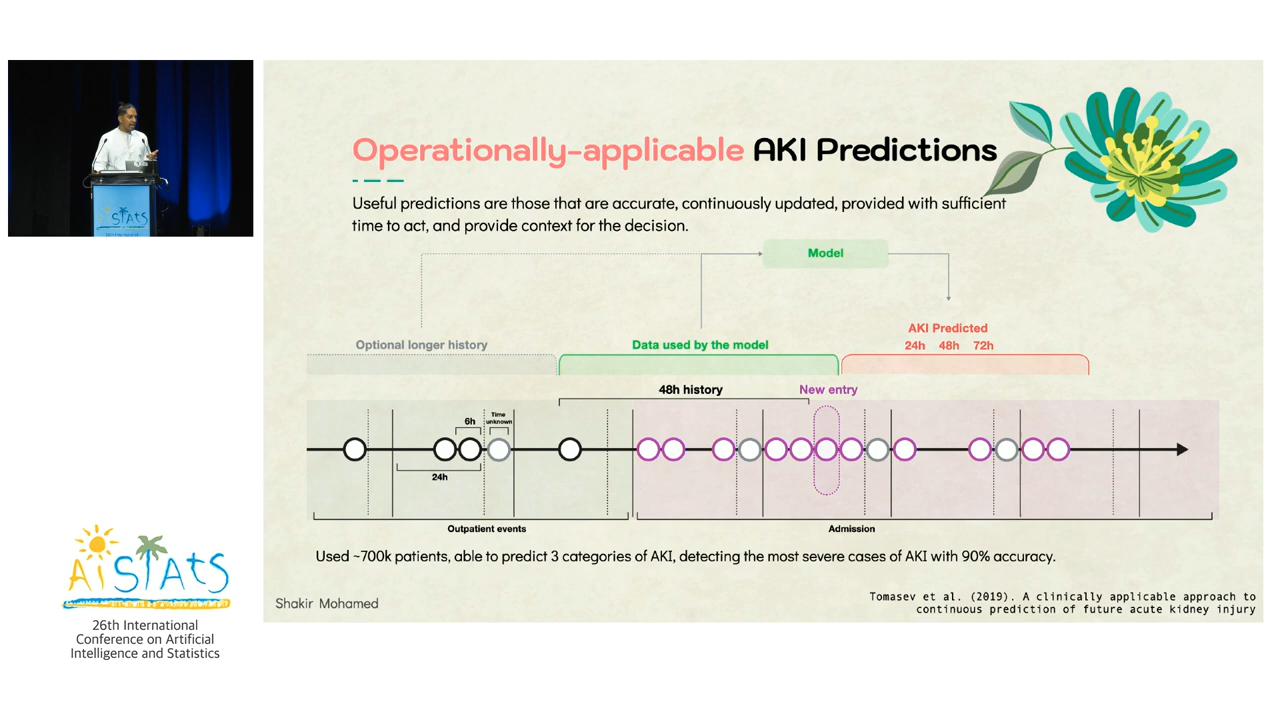 Operationally-applicable AKI Predictions
Useful predictions are those that are accurate, continuously updated, provided with sufficient
time to act, and provide context for the decision.
Model
AKI Predicted
24h 48h 72h
Optional longer history
Data used by the model
48h history
New entry
6h
Time
unknown
24h
Outpatient events
Admission
Used ~700k patients, able to predict 3 categories of AKI, detecting the most severe cases of AKI with 90% accuracy.
Shakir Mohamed
Tomasev et al. (2019). A clinically applicable approach to
continuous prediction of future acute kidney injury
AiSTATS
AiSTATS
26th International
Conference on Artificial
Intelligence and Statistics